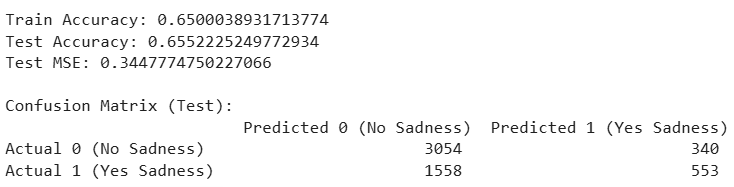 Train Accuracy: 0.6500038931713774
Test Accuracy: 0.6552225249772934
Test MSE: 0.3447774750227066
Confusion Matrix (Test):
Predicted 0 (No Sadness) Predicted 1 (Yes Sadness)
Actual 0 (No Sadness) 3054 340
Actual 1 (Yes Sadness) 1558 553